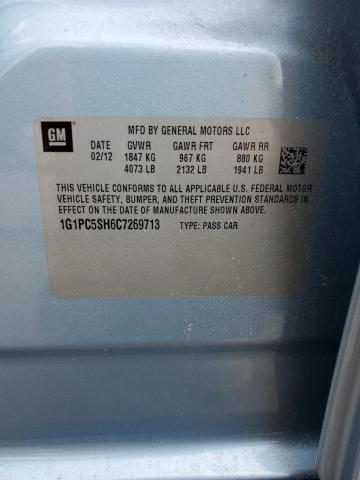 GM
MFD BY GENERAL MOTORS LLC
DATE GVWR GAWR FRT GAWR RR
02/12 1847 KG 967 KG 880 KG
4073 LB 2132 LB 1941 LB
THIS VEHICLE CONFORMS TO ALL APPLICABLE U.S. FEDERAL MOTOR
VEHICLE SAFETY, BUMPER, AND THEFT PREVENTION STANDARDS IN
EFFECT ON THE DATE OF MANUFACTURE SHOWN ABOVE.
1G1PC5SH6C7269713 TYPE: PASS CAR